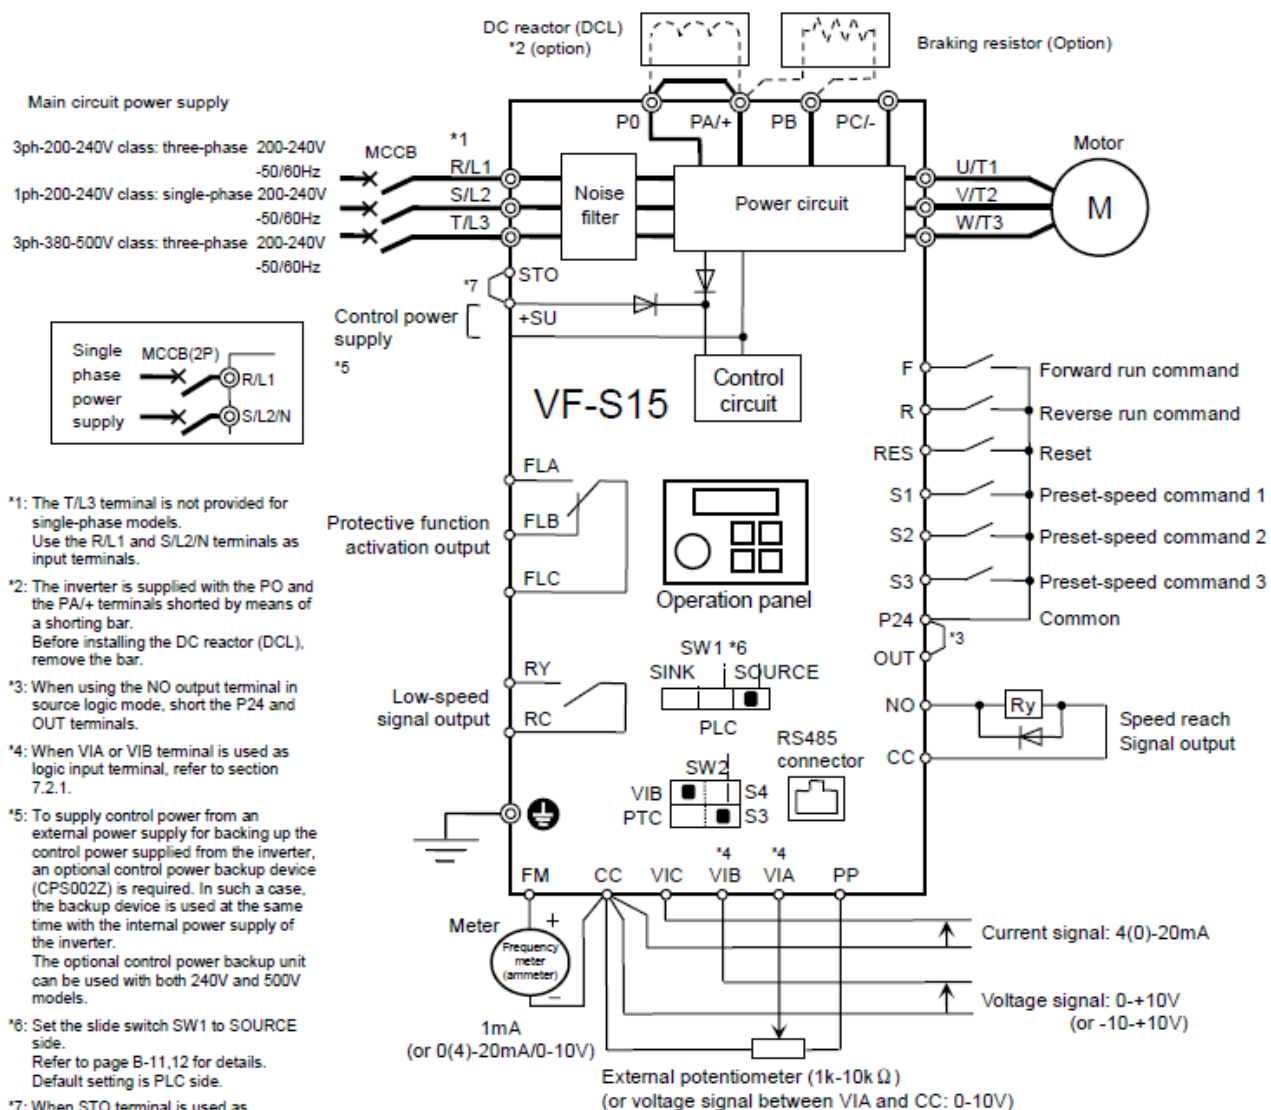 DC reactor (DCL)
*2 (option)
Braking resistor (Option)
Main circuit power supply
P0 PA/+ PB PC/-
3ph-200-240V class: three-phase 200-240V
-50/60Hz
1ph-200-240V class: single-phase 200-240V
-50/60Hz
3ph-380-500V class: three-phase 200-240V
-50/60Hz
*1
MCCB
R/L1
S/L2
T/L3
Noise
filter
Power circuit
U/T1
V/T2
W/T3
Motor
M
STO
*7
+SU
Control power
supply
*5
Control
circuit
VF-S15
Single
phase
power
supply
MCCB(2P)
R/L1
S/L2/N
F Forward run command
R Reverse run command
RES Reset
S1 Preset-speed command 1
S2 Preset-speed command 2
S3 Preset-speed command 3
P24 Common
*3
OUT
NO
Ry
CC
Speed reach
Signal output
FLA
FLB
FLC
Protective function
activation output
Operation panel
RY
RC
Low-speed
signal output
SW1 *6
SINK SOURCE
PLC
RS485
connector
SW2
VIB S4
PTC S3
*4 *4
FM CC VIC VIB VIA PP
Meter
+
Frequency
meter
(ammeter)
−
1mA
(or 0(4)-20mA/0-10V)
Current signal: 4(0)-20mA
Voltage signal: 0-+10V
(or -10-+10V)
External potentiometer (1k-10kΩ)
(or voltage signal between VIA and CC: 0-10V)
*1: The T/L3 terminal is not provided for
single-phase models.
Use the R/L1 and S/L2/N terminals as
input terminals.
*2: The inverter is supplied with the PO and
the PA/+ terminals shorted by means of
a shorting bar.
Before installing the DC reactor (DCL),
remove the bar.
*3: When using the NO output terminal in
source logic mode, short the P24 and
OUT terminals.
*4: When VIA or VIB terminal is used as
logic input terminal, refer to section
7.2.1.
*5: To supply control power from an
external power supply for backing up the
control power supplied from the inverter,
an optional control power backup device
(CPS002Z) is required. In such a case,
the backup device is used at the same
time with the internal power supply of
the inverter.
The optional control power backup unit
can be used with both 240V and 500V
models.
*6: Set the slide switch SW1 to SOURCE
side.
Refer to page B-11,12 for details.
Default setting is PLC side.
*7: When STO terminal is used as